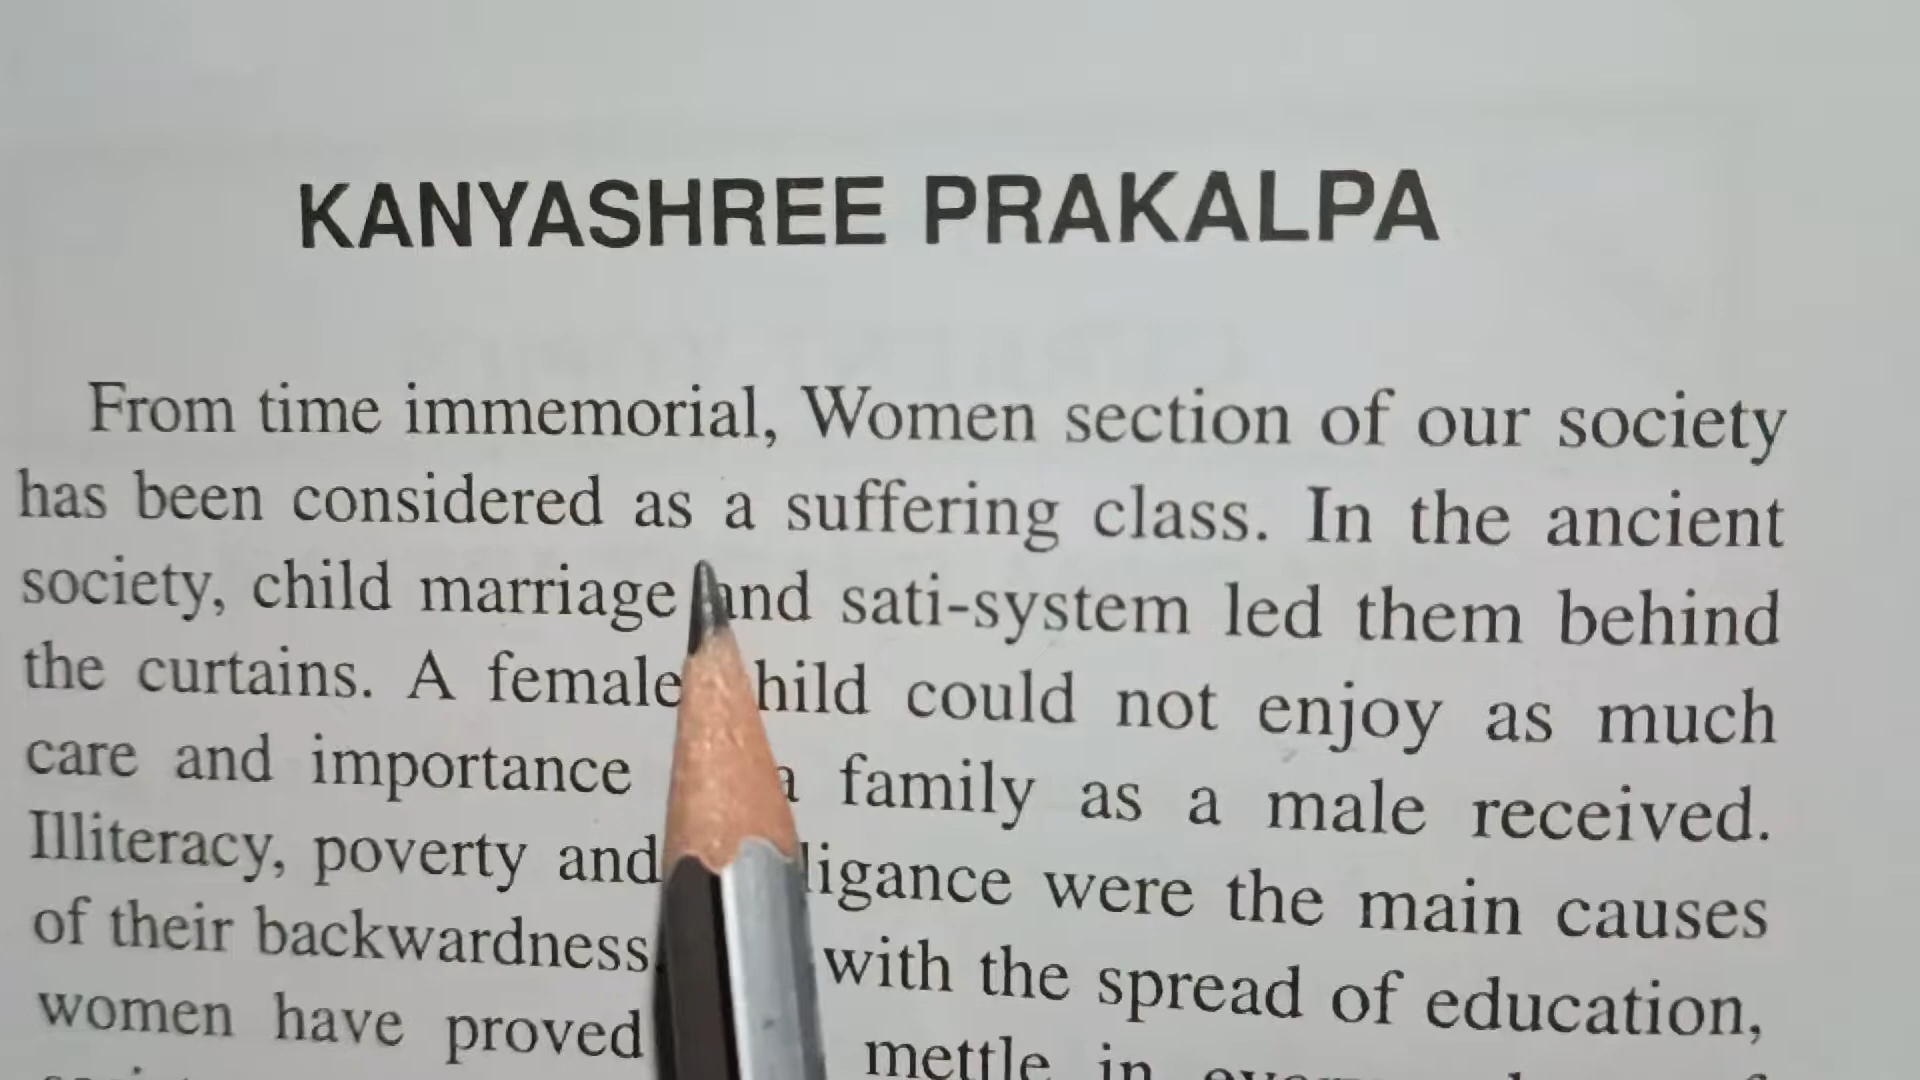 KANYASHREE PRAKALPA
From time immemorial, Women section of our society
has been considered as a suffering class. In the ancient
society, child marriage and sati-system led them behind
the curtains. A female child could not enjoy as much
care and importance a family as a male received.
Illiteracy, poverty and were the main causes
of their backwardness with the spread of education,
women have proved mettle in